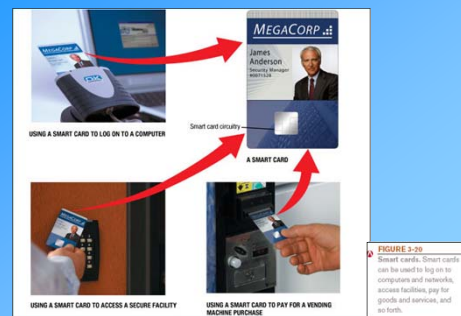 MEGACORP
James
Anderson
Security Manager
Smart card circuitry
A SMART CARD
MEGACORP
USING A SMART CARD TO LOG ON TO A COMPUTER
MEGACORP
USING A SMART CARD TO ACCESS A SECURE FACILITY
USING A SMART CARD TO PAY FOR A VENDING
MACHINE PURCHASE
FIGURE 3-20
Smart cards. Smart cards
can be used to log on to
computers and networks,
access facilities, pay for
goods and services, and
so forth.